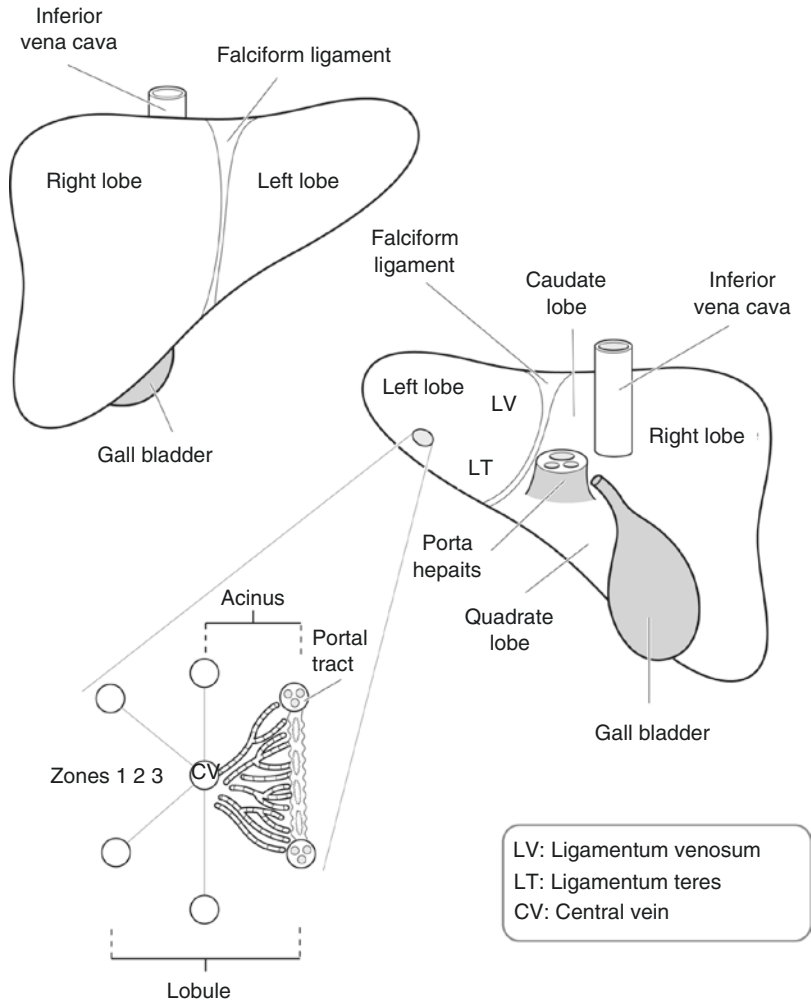 Inferior
vena cava
Falciform ligament
Right lobe
Left lobe
Gall bladder
Falciform
ligament
Caudate
lobe
Inferior
vena cava
Left lobe
LV
Right lobe
LT
Porta
hepaits
Quadrate
lobe
Gall bladder
Acinus
Portal
tract
CV
Zones 1 2 3
Lobule
LV: Ligamentum venosum
LT: Ligamentum teres
CV: Central vein